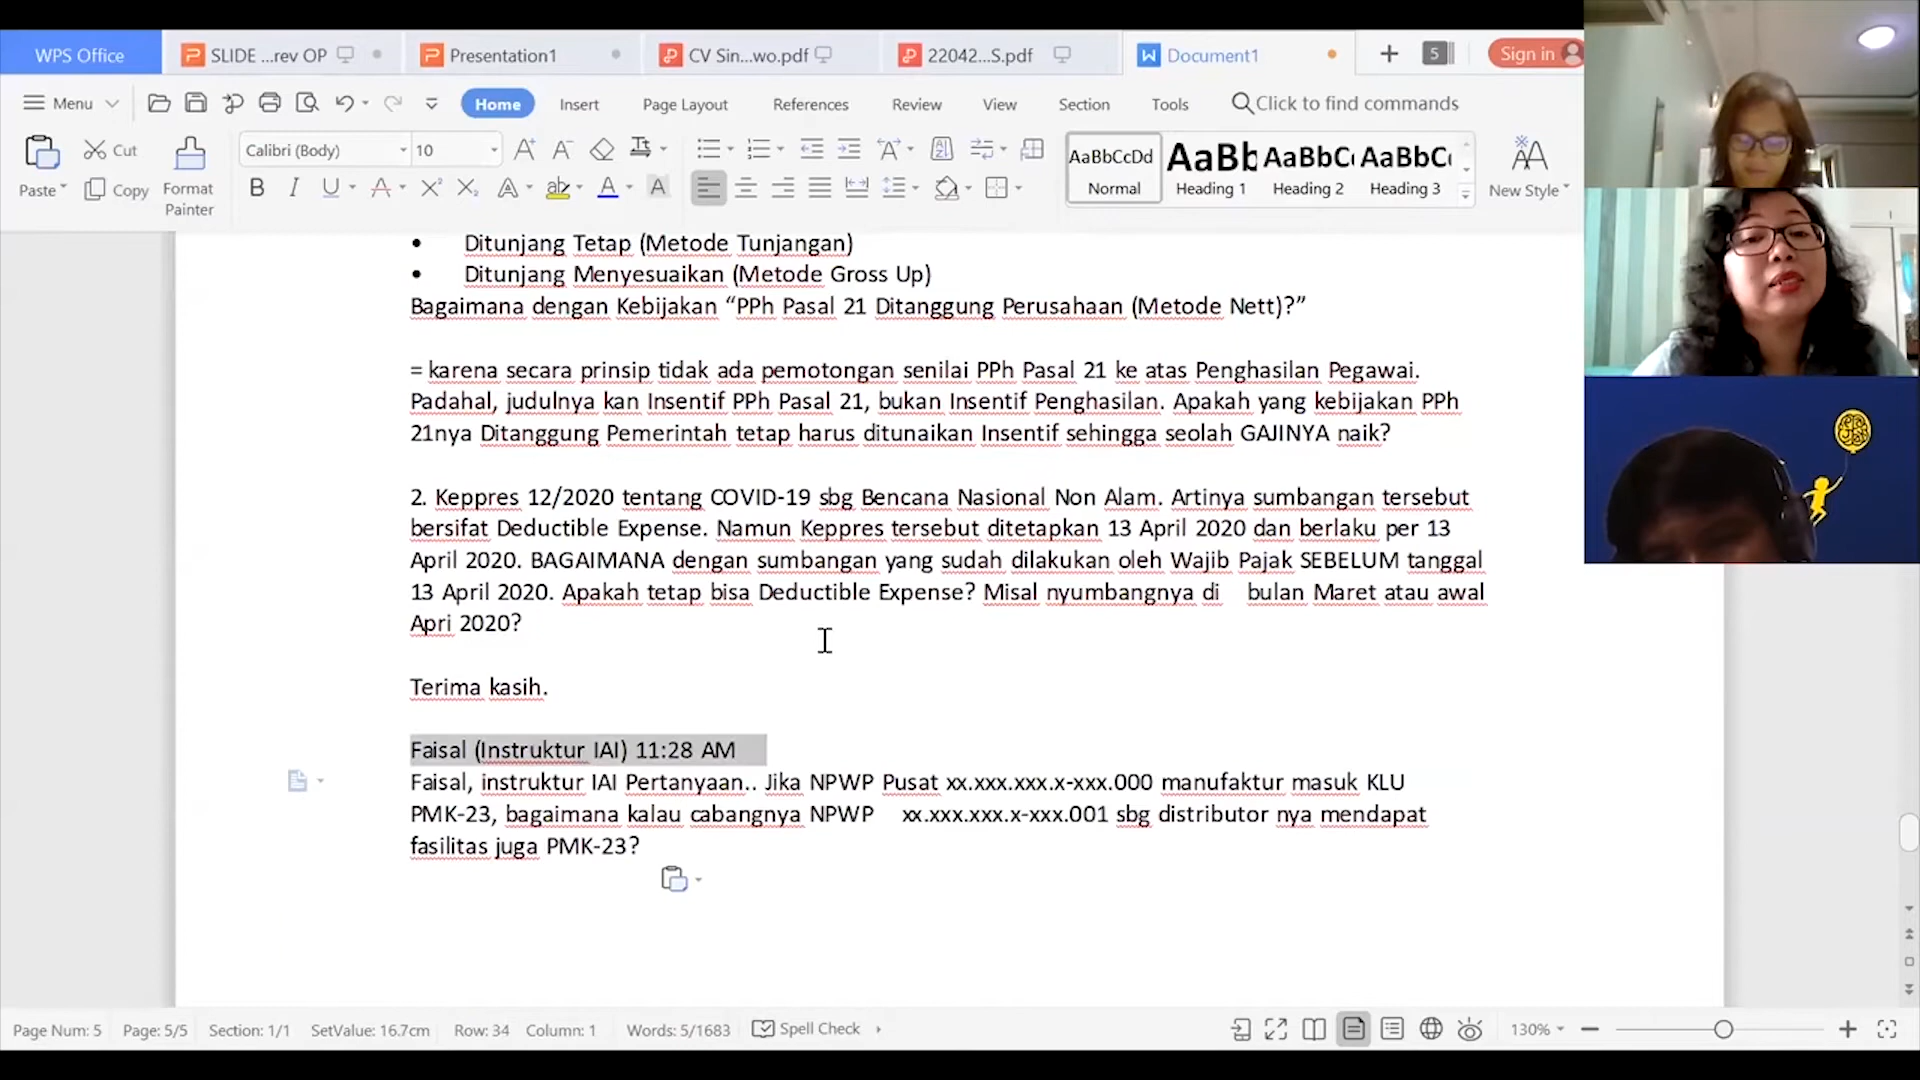 WPS Office
SLIDE ...rev OP
Presentation1
CV Sin...wo.pdf
22042...S.pdf
Document1
5
Sign in
Menu
Home
Insert
Page Layout
References
Review
View
Section
Tools
Click to find commands
Paste
Cut
Copy
Format
Painter
Calibri (Body)
10
AaBbCcDd
Normal
AaBb
Heading 1
AaBbC
Heading 2
AaBbC
Heading 3
New Style
• Ditunjang Tetap (Metode Tunjangan)
• Ditunjang Menyesuaikan (Metode Gross Up)
Bagaimana dengan Kebijakan “PPh Pasal 21 Ditanggung Perusahaan (Metode Nett)?”
= karena secara prinsip tidak ada pemotongan senilai PPh Pasal 21 ke atas Penghasilan Pegawai.
Padahal, judulnya kan Insentif PPh Pasal 21, bukan Insentif Penghasilan. Apakah yang kebijakan PPh
21nya Ditanggung Pemerintah tetap harus ditunaikan Insentif sehingga seolah GAJINYA naik?
2. Keppres 12/2020 tentang COVID-19 sbg Bencana Nasional Non Alam. Artinya sumbangan tersebut
bersifat Deductible Expense. Namun Keppres tersebut ditetapkan 13 April 2020 dan berlaku per 13
April 2020. BAGAIMANA dengan sumbangan yang sudah dilakukan oleh Wajib Pajak SEBELUM tanggal
13 April 2020. Apakah tetap bisa Deductible Expense? Misal nyumbangnya di bulan Maret atau awal
Apri 2020?
Terima kasih.
Faisal (Instruktur IAI) 11:28 AM
Faisal, instruktur IAI Pertanyaan.. Jika NPWP Pusat xx.xxx.xxx.x-xxx.000 manufaktur masuk KLU
PMK-23, bagaimana kalau cabangnya NPWP xx.xxx.xxx.x-xxx.001 sbg distributor nya mendapat
fasilitas juga PMK-23?
Page Num: 5
Page: 5/5
Section: 1/1
SetValue: 16.7cm
Row: 34
Column: 1
Words: 5/1683
Spell Check
130%